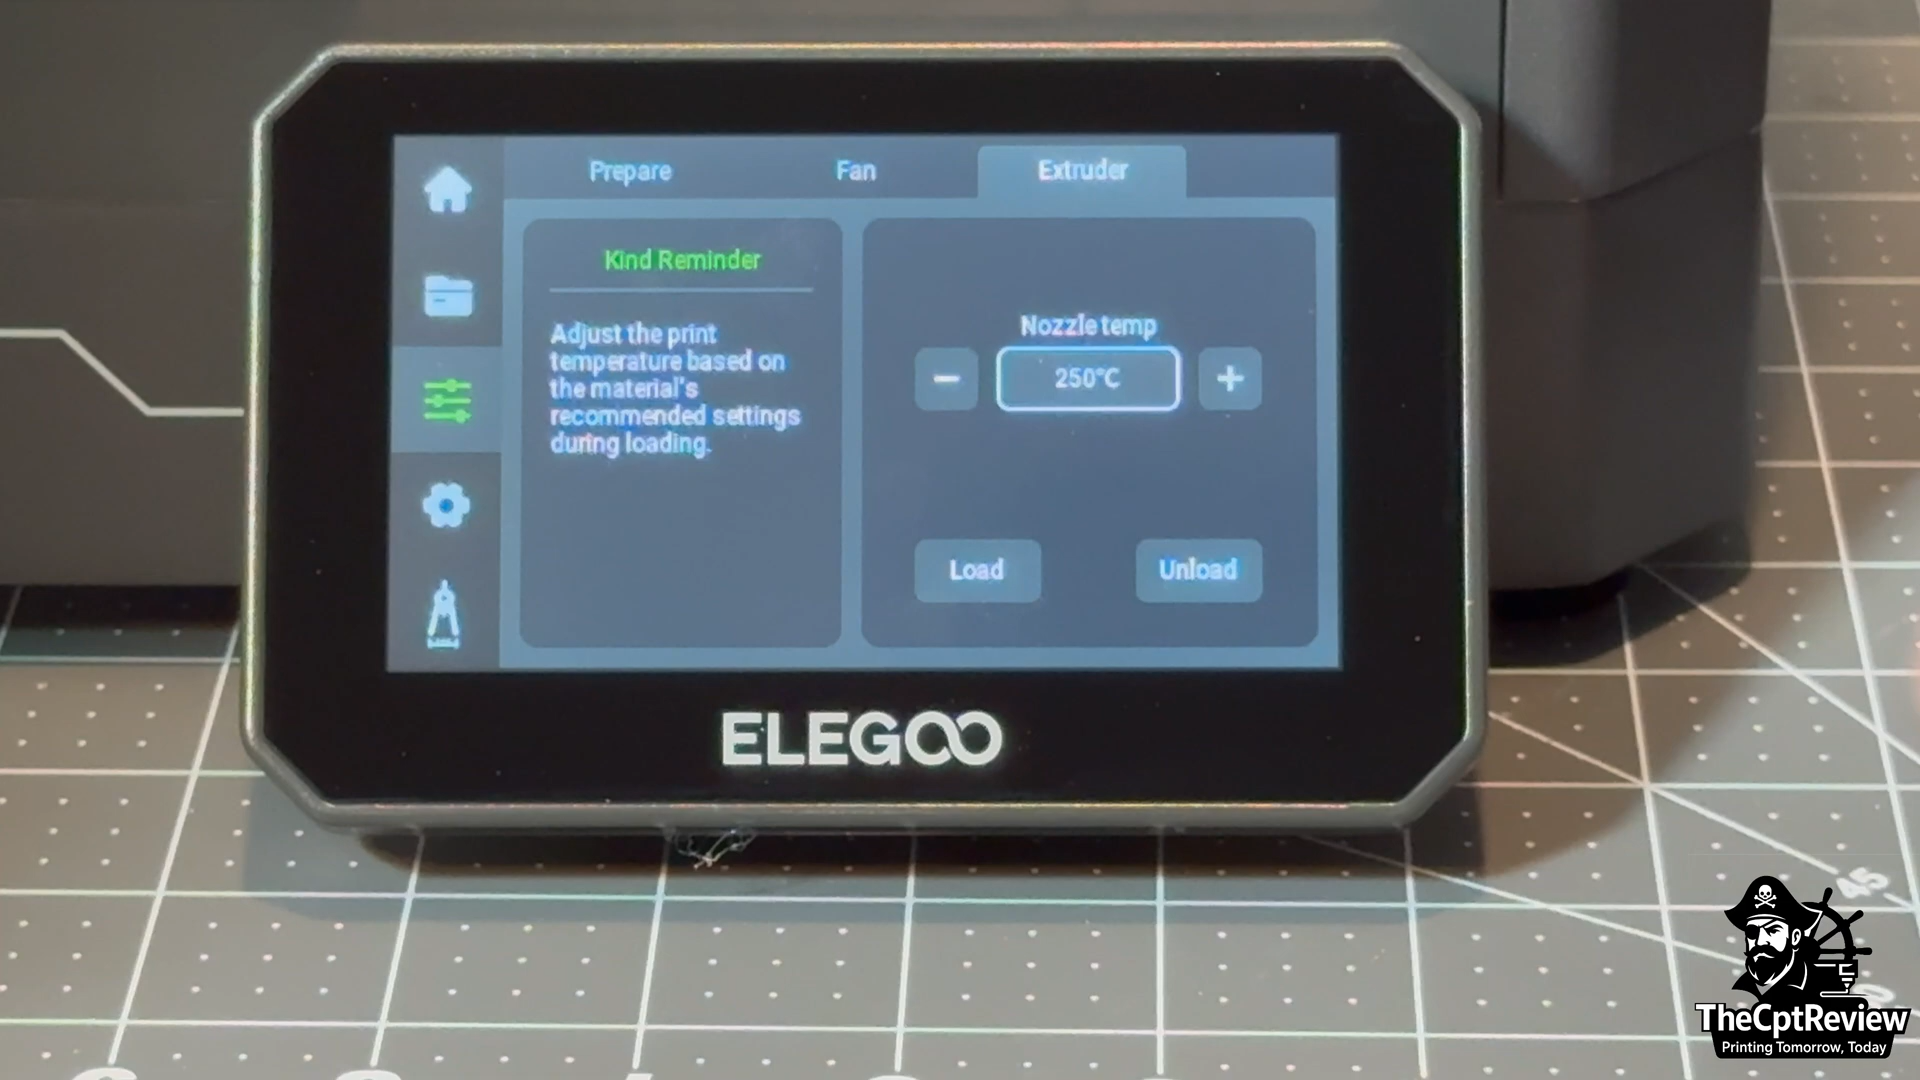 Prepare
Fan
Extruder
Kind Reminder
Adjust the print
temperature based on
the material's
recommended settings
during loading.
Nozzle temp
− 250°C +
Load
Unload
ELEGOO
45
TheCptReview
Printing Tomorrow, Today